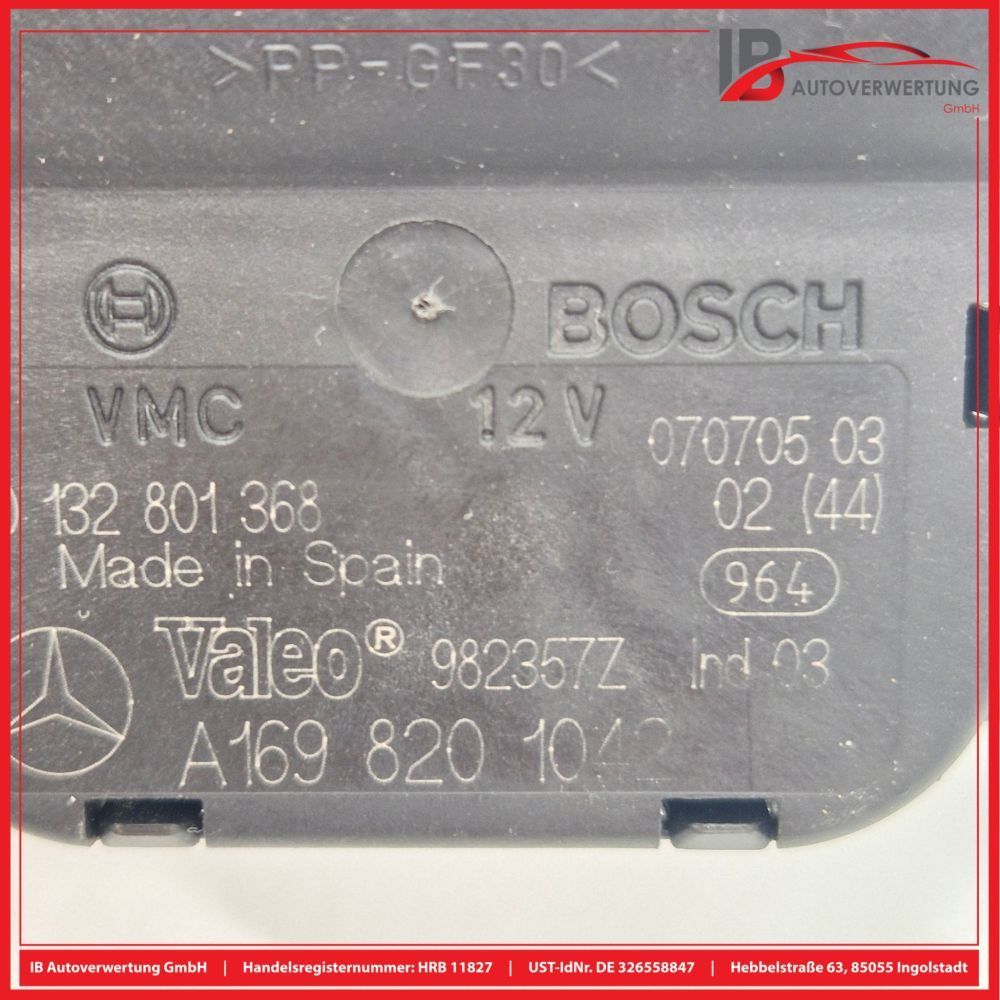 >PP-GF30<
IB AUTOVERWERTUNG
GmbH
BOSCH
VMC 12V
070705 03
132 801 368 02 (44)
Made in Spain
964
Valeo® 982357Z Ind 03
A169 820 1042
IB Autoverwertung GmbH | Handelsregisternummer: HRB 11827 | UST-IdNr. DE 326558847 | Hebbelstraße 63, 85055 Ingolstadt